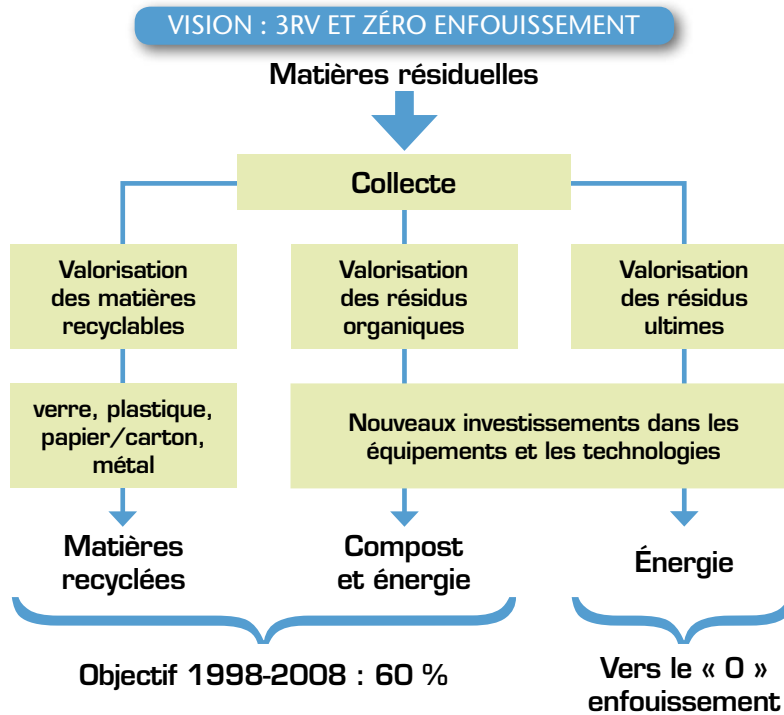 VISION : 3RV ET ZÉRO ENFOUISSEMENT
Matières résiduelles
Collecte
Valorisation
des matières
recyclables
Valorisation
des résidus
organiques
Valorisation
des résidus
ultimes
verre, plastique,
papier/carton,
métal
Nouveaux investissements dans les
équipements et les technologies
Matières
recyclées
Compost
et énergie
Énergie
Objectif 1998-2008 : 60 %
Vers le « 0 »
enfouissement